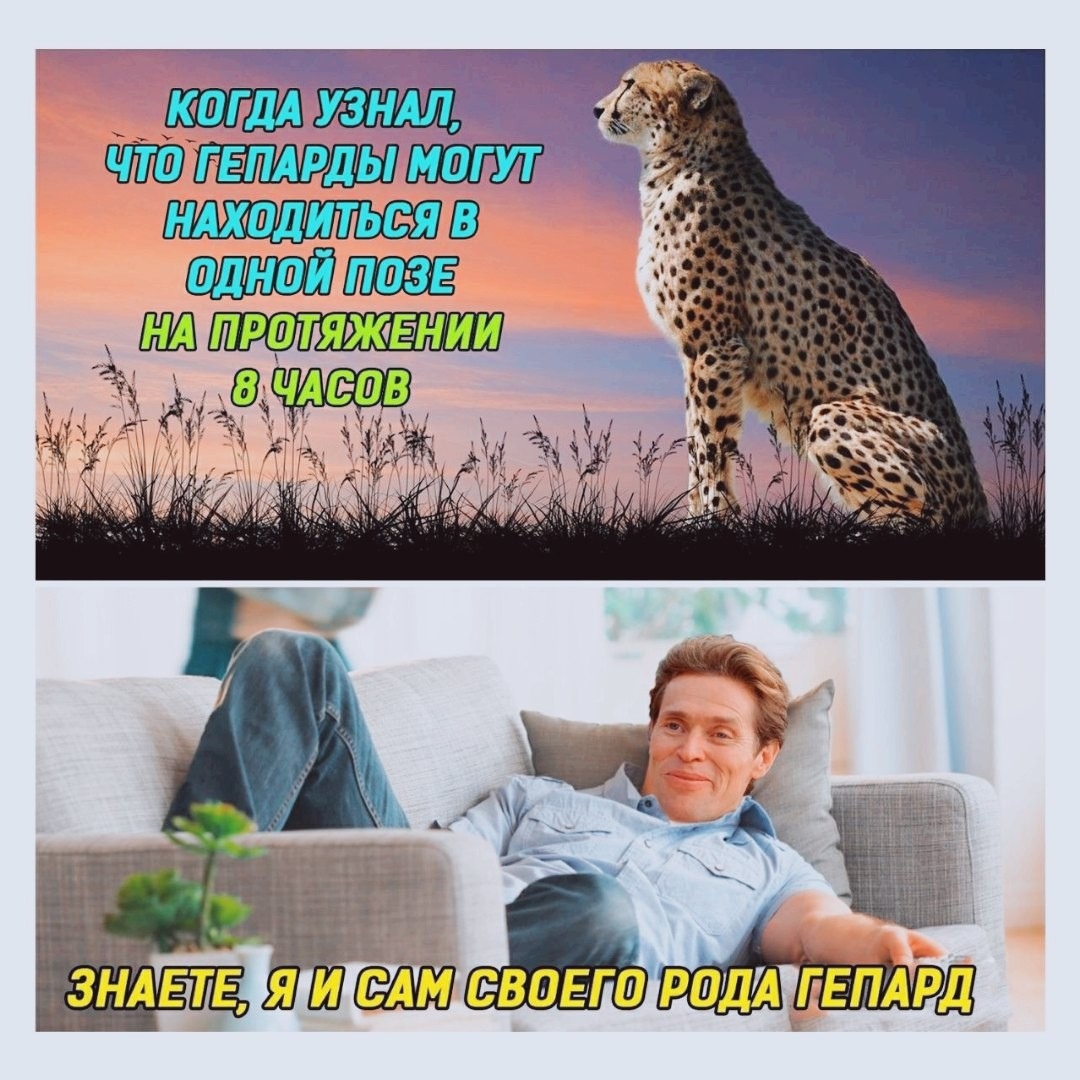 КОГДА УЗНАЛ,
ЧТО ГЕПАРДЫ МОГУТ
НАХОДИТЬСЯ В
ОДНОЙ ПОЗЕ
НА ПРОТЯЖЕНИИ
8 ЧАСОВ
ЗНАЕТЕ, Я И САМ СВОЕГО РОДА ГЕПАРД